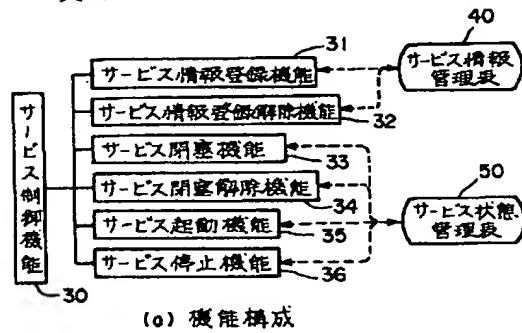 31
サービス情報登録機能
40
サービス情報
管理表
サービス情報登録解除機能
32
サービス閉塞機能
33
サービス制御機能
サービス閉塞解除機能
34
50
サービス状態
管理表
サービス起動機能
35
サービス停止機能
36
30
(a) 機能構成